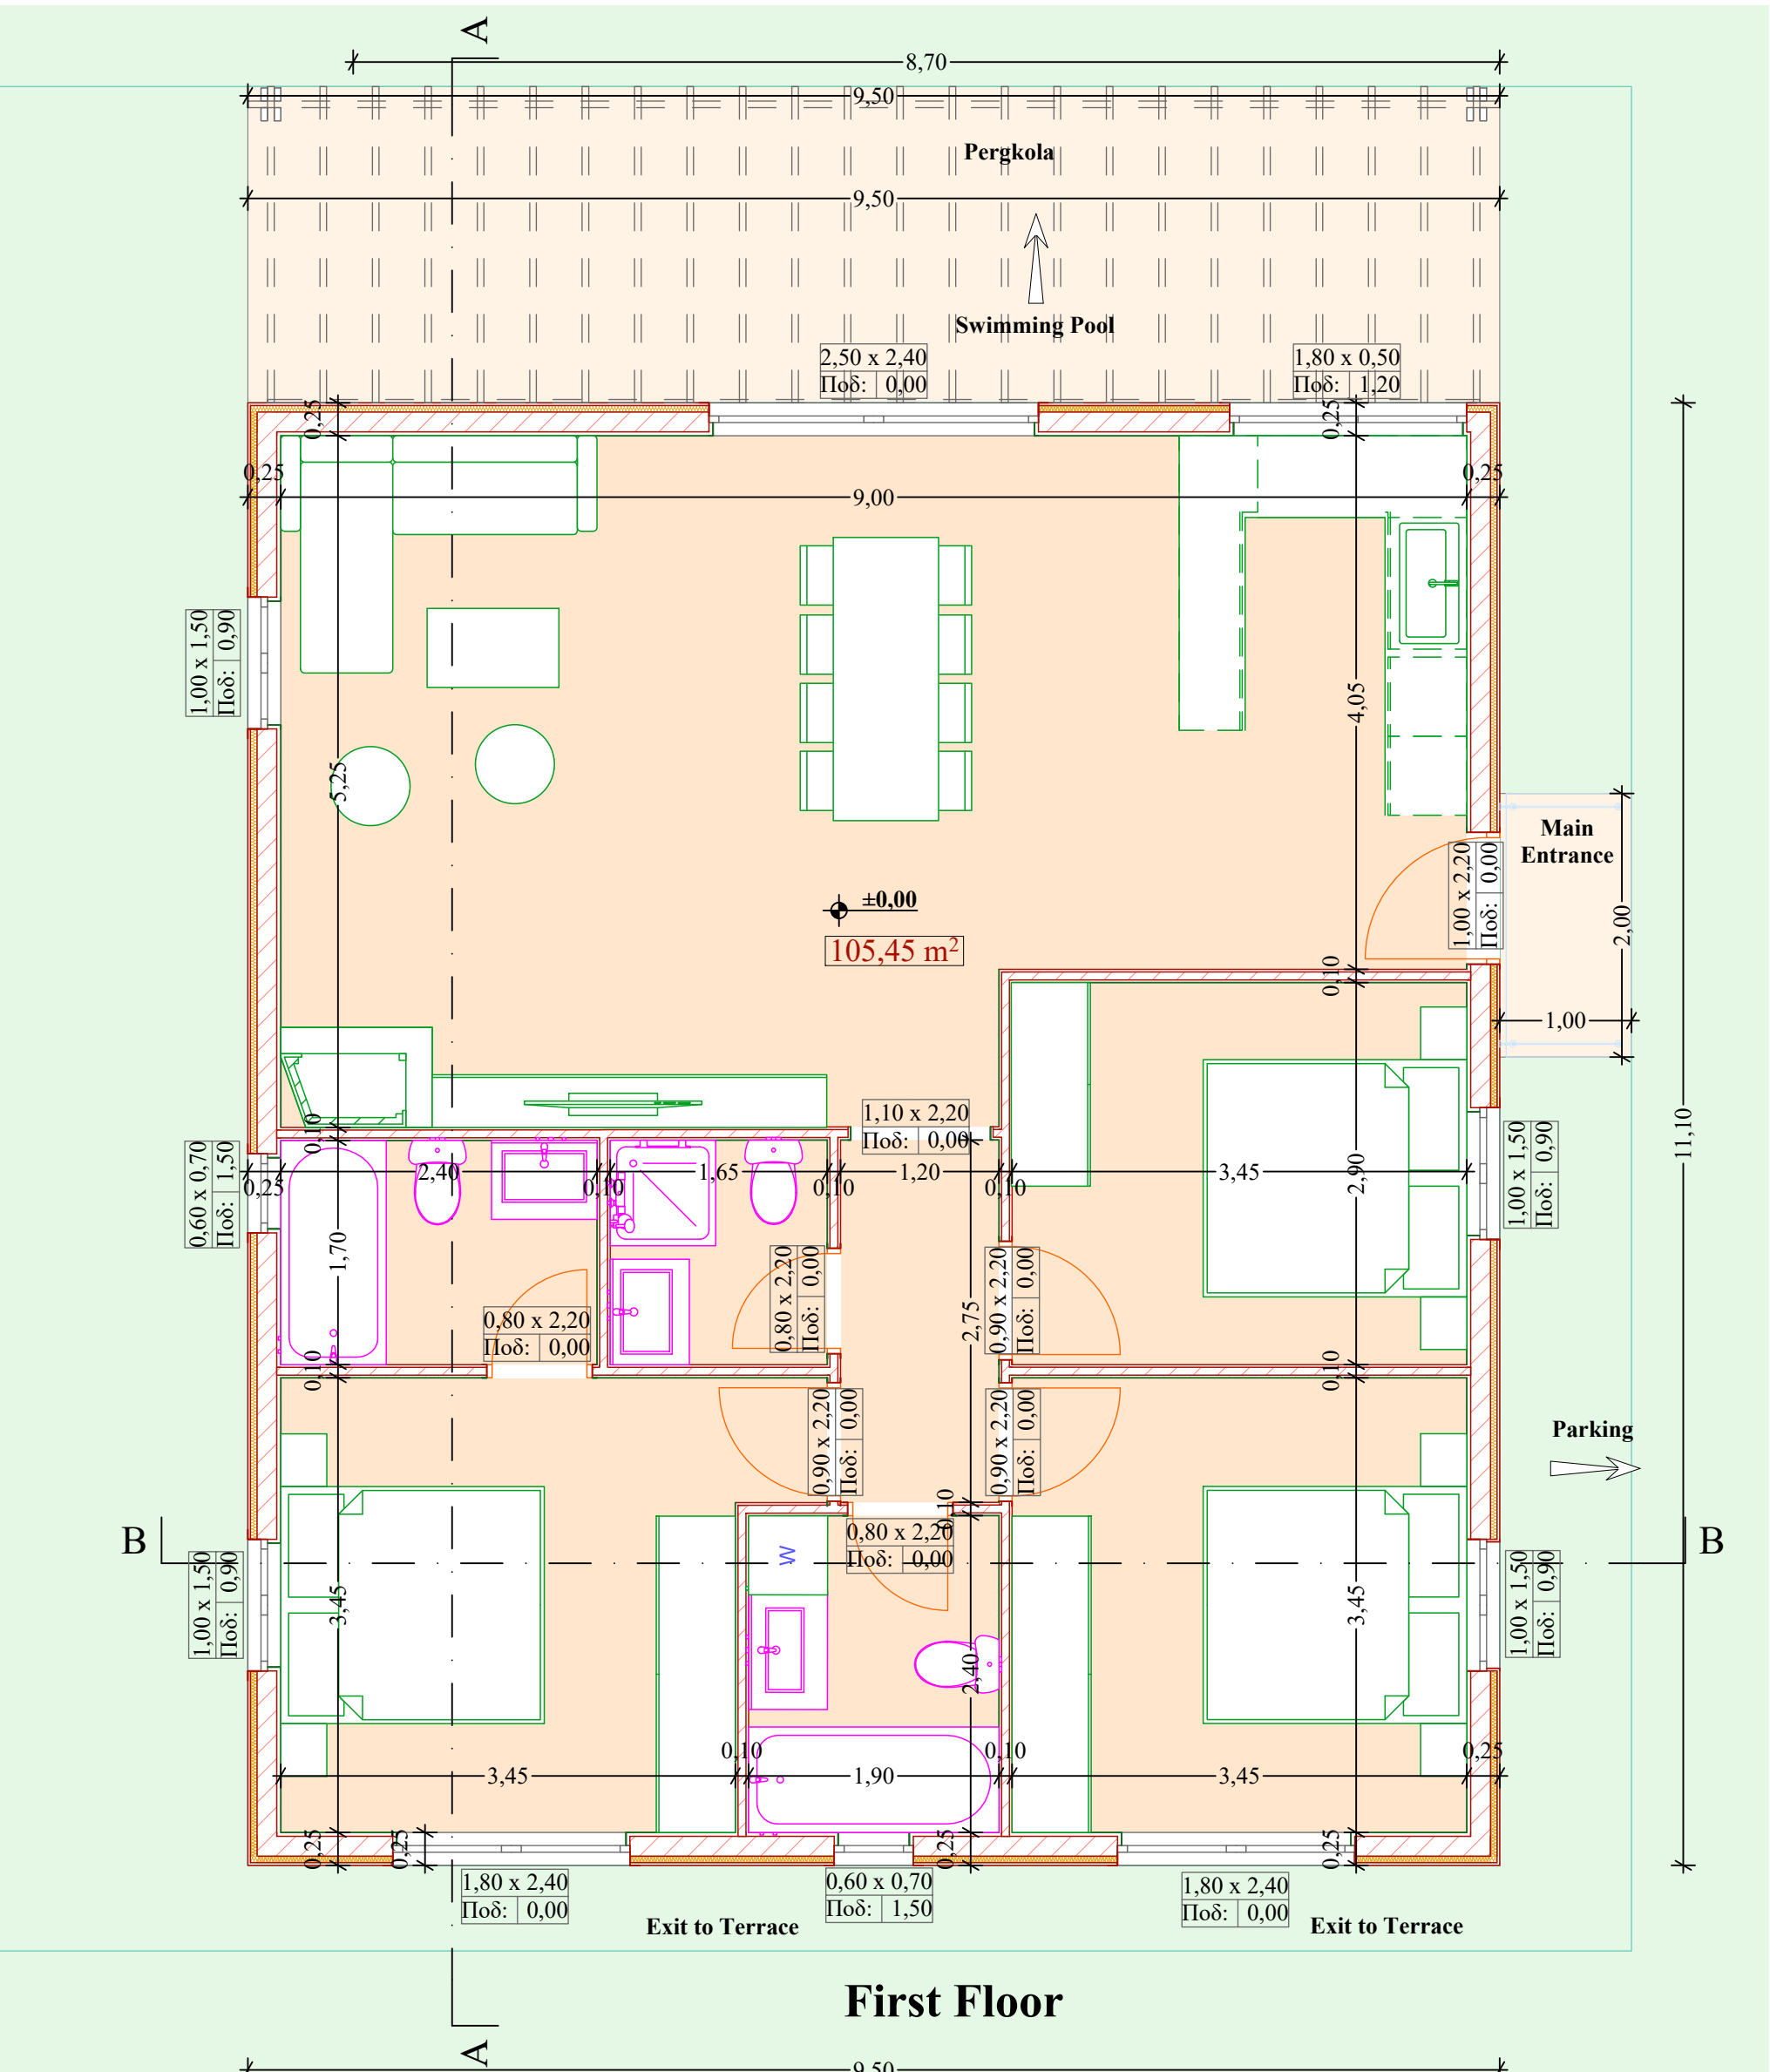 A
8,70
9,50
Pergkola
9,50
Swimming Pool
2,50 x 2,40
Ποδ: 0,00
1,80 x 0,50
Ποδ: 1,20
0,25
0,25
0,25
9,00
0,25
1,00 x 1,50
Ποδ: 0,90
4,05
5,25
Main
Entrance
1,00 x 2,20
Ποδ: 0,00
±0,00
105,45 m²
2,00
0,10
1,00
1,10 x 2,20
Ποδ: 0,00
11,10
0,10
0,60 x 0,70
Ποδ: 1,50
0,25
2,40
0,10
1,65
0,10
1,20
0,10
3,45
2,90
1,00 x 1,50
Ποδ: 0,90
1,70
0,80 x 2,20
Ποδ: 0,00
0,80 x 2,20
Ποδ: 0,00
0,90 x 2,20
Ποδ: 0,00
2,75
0,10
0,10
0,90 x 2,20
Ποδ: 0,00
0,90 x 2,20
Ποδ: 0,00
Parking
0,10
B
W
0,80 x 2,20
Ποδ: 0,00
B
1,00 x 1,50
Ποδ: 0,90
3,45
3,45
1,00 x 1,50
Ποδ: 0,90
2,40
0,10
0,10
0,25
3,45
1,90
3,45
0,25
0,25
0,25
0,25
1,80 x 2,40
Ποδ: 0,00
0,60 x 0,70
Ποδ: 1,50
1,80 x 2,40
Ποδ: 0,00
Exit to Terrace
Exit to Terrace
First Floor
A
9,50